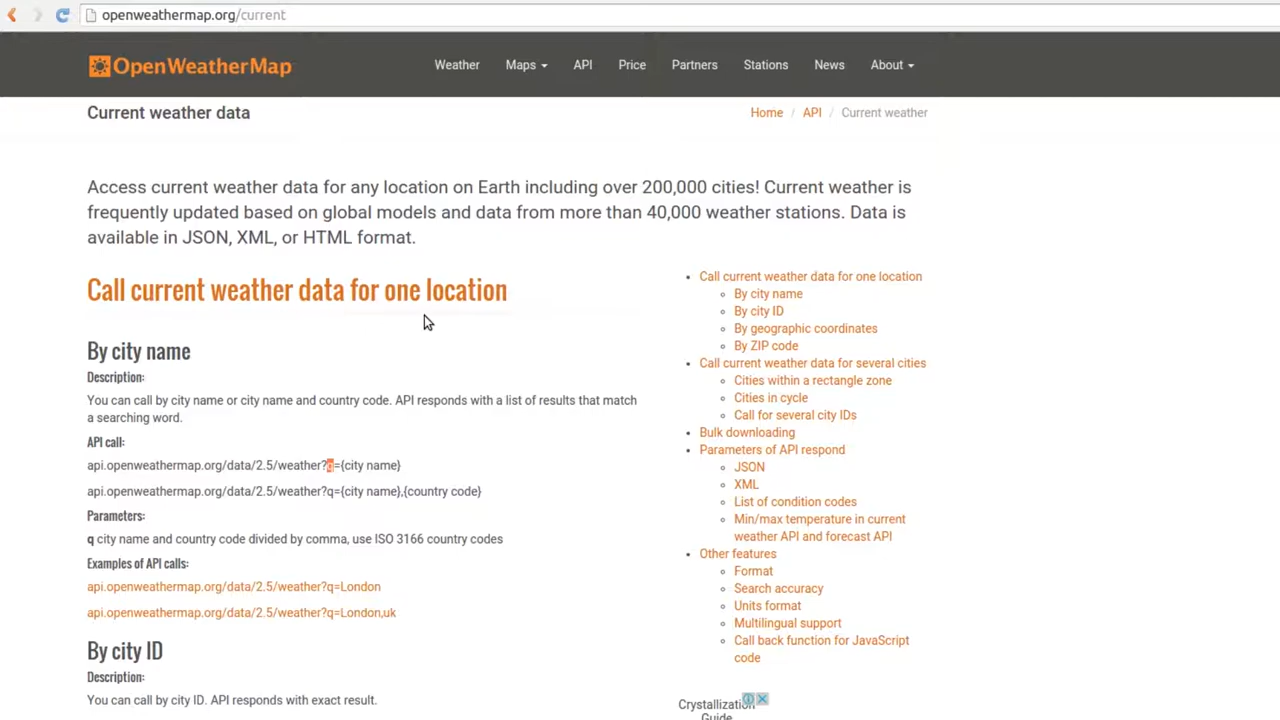 openweathermap.org/current
OpenWeatherMap
Weather Maps API Price Partners Stations News About
Current weather data
Home / API / Current weather
Access current weather data for any location on Earth including over 200,000 cities! Current weather is
frequently updated based on global models and data from more than 40,000 weather stations. Data is
available in JSON, XML, or HTML format.
Call current weather data for one location
By city name
Description:
You can call by city name or city name and country code. API responds with a list of results that match
a searching word.
API call:
api.openweathermap.org/data/2.5/weather?q={city name}
api.openweathermap.org/data/2.5/weather?q={city name},{country code}
Parameters:
q city name and country code divided by comma, use ISO 3166 country codes
Examples of API calls:
api.openweathermap.org/data/2.5/weather?q=London
api.openweathermap.org/data/2.5/weather?q=London,uk
By city ID
Description:
You can call by city ID. API responds with exact result.
Call current weather data for one location
By city name
By city ID
By geographic coordinates
By ZIP code
Call current weather data for several cities
Cities within a rectangle zone
Cities in cycle
Call for several city IDs
Bulk downloading
Parameters of API respond
JSON
XML
List of condition codes
Min/max temperature in current
weather API and forecast API
Other features
Format
Search accuracy
Units format
Multilingual support
Call back function for JavaScript
code
Crystallization
Guide